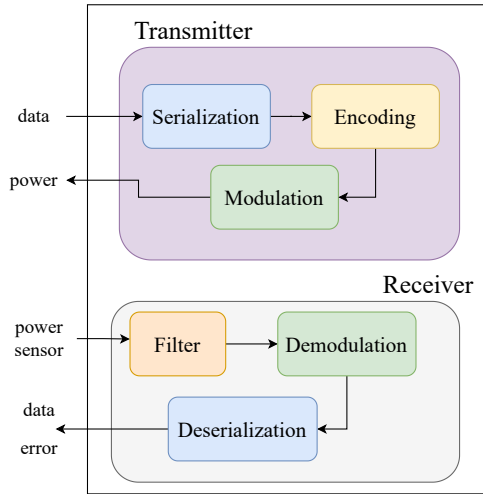 Transmitter
data
Serialization
Encoding
power
Modulation
Receiver
power
sensor
Filter
Demodulation
data
error
Deserialization